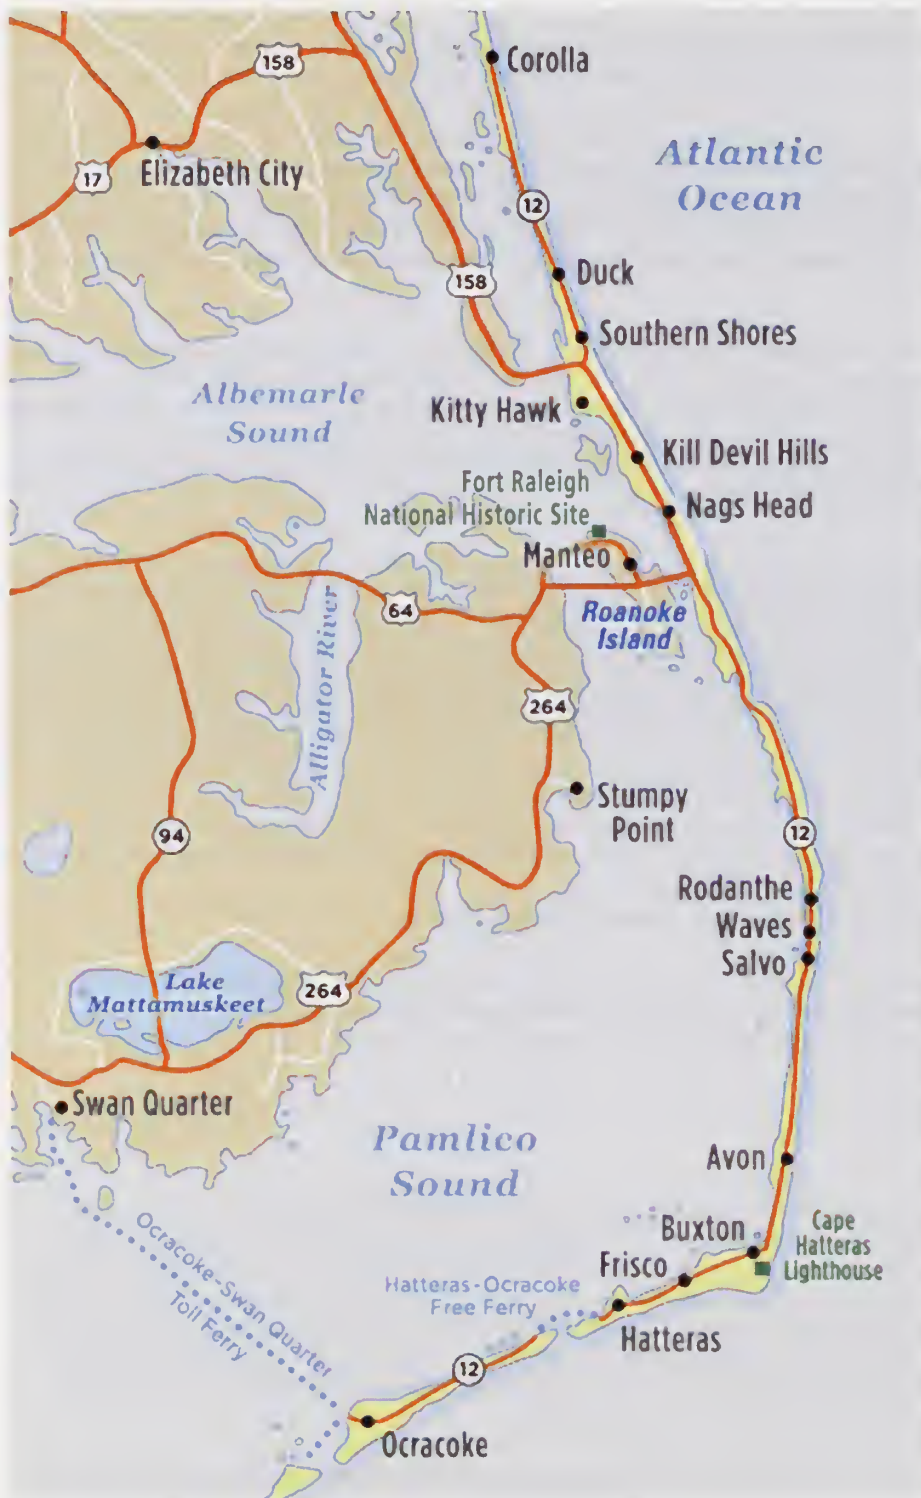 Corolla
158
Atlantic
Ocean
Elizabeth City
17
12
Duck
158
Southern Shores
Albemarle
Sound
Kitty Hawk
Kill Devil Hills
Fort Raleigh
National Historic Site
Nags Head
Manteo
64
Roanoke
Island
Alligator River
264
Stumpy
Point
94
12
Rodanthe
Waves
Salvo
Lake
Mattamuskeet
264
Swan Quarter
Pamlico
Sound
Avon
Buxton
Cape
Hatteras
Lighthouse
Frisco
Ocracoke-Swan Quarter
Toll Ferry
Hatteras-Ocracoke
Free Ferry
Hatteras
12
Ocracoke